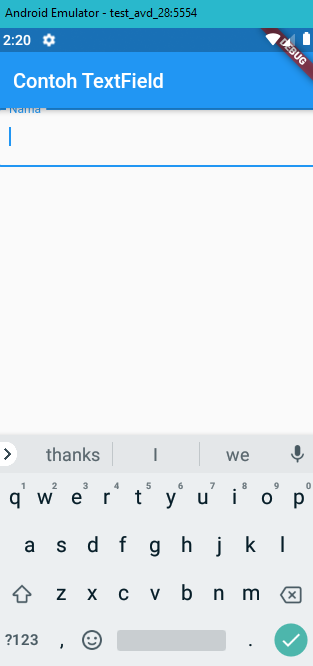 Android Emulator - test_avd_28:5554
2:20
DEBUG
Contoh TextField
Nama
thanks I we
1 2 3 4 5 6 7 8 9 0
q w e r t y u i o p
a s d f g h j k l
z x c v b n m
?123 , .